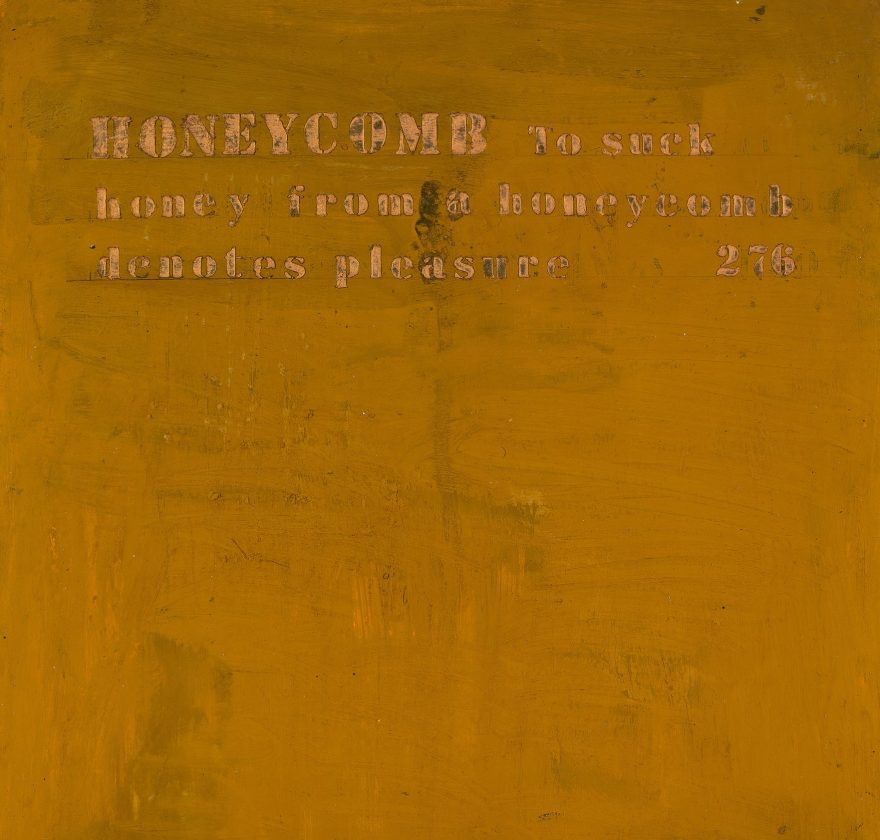 HONEYCOMB To suck
honey from a honeycomb
denotes pleasure 276